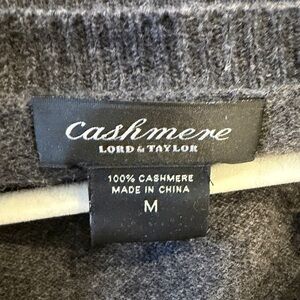 Cashmere
LORD & TAYLOR
100% CASHMERE
MADE IN CHINA
M